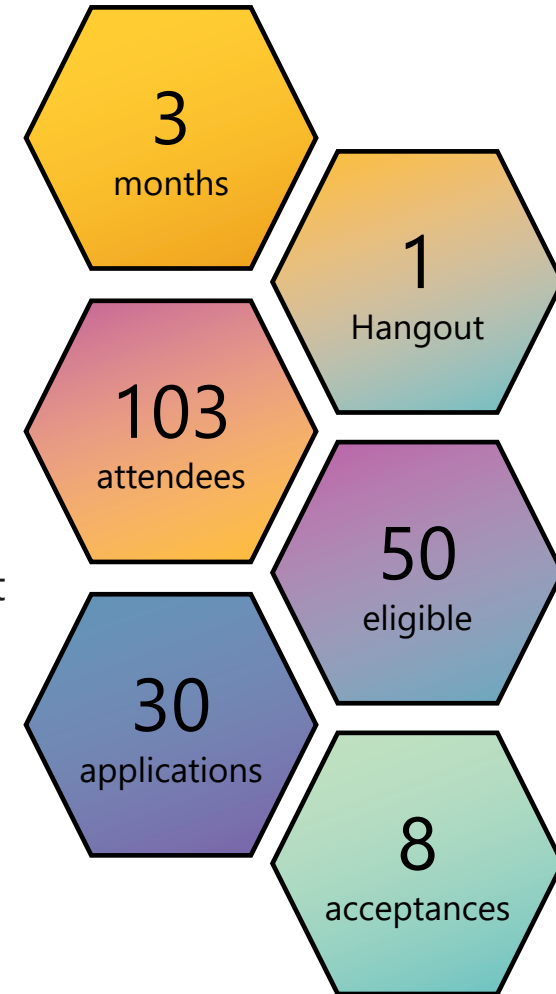 3
months
1
Hangout
103
attendees
50
eligible
t
30
applications
8
acceptances